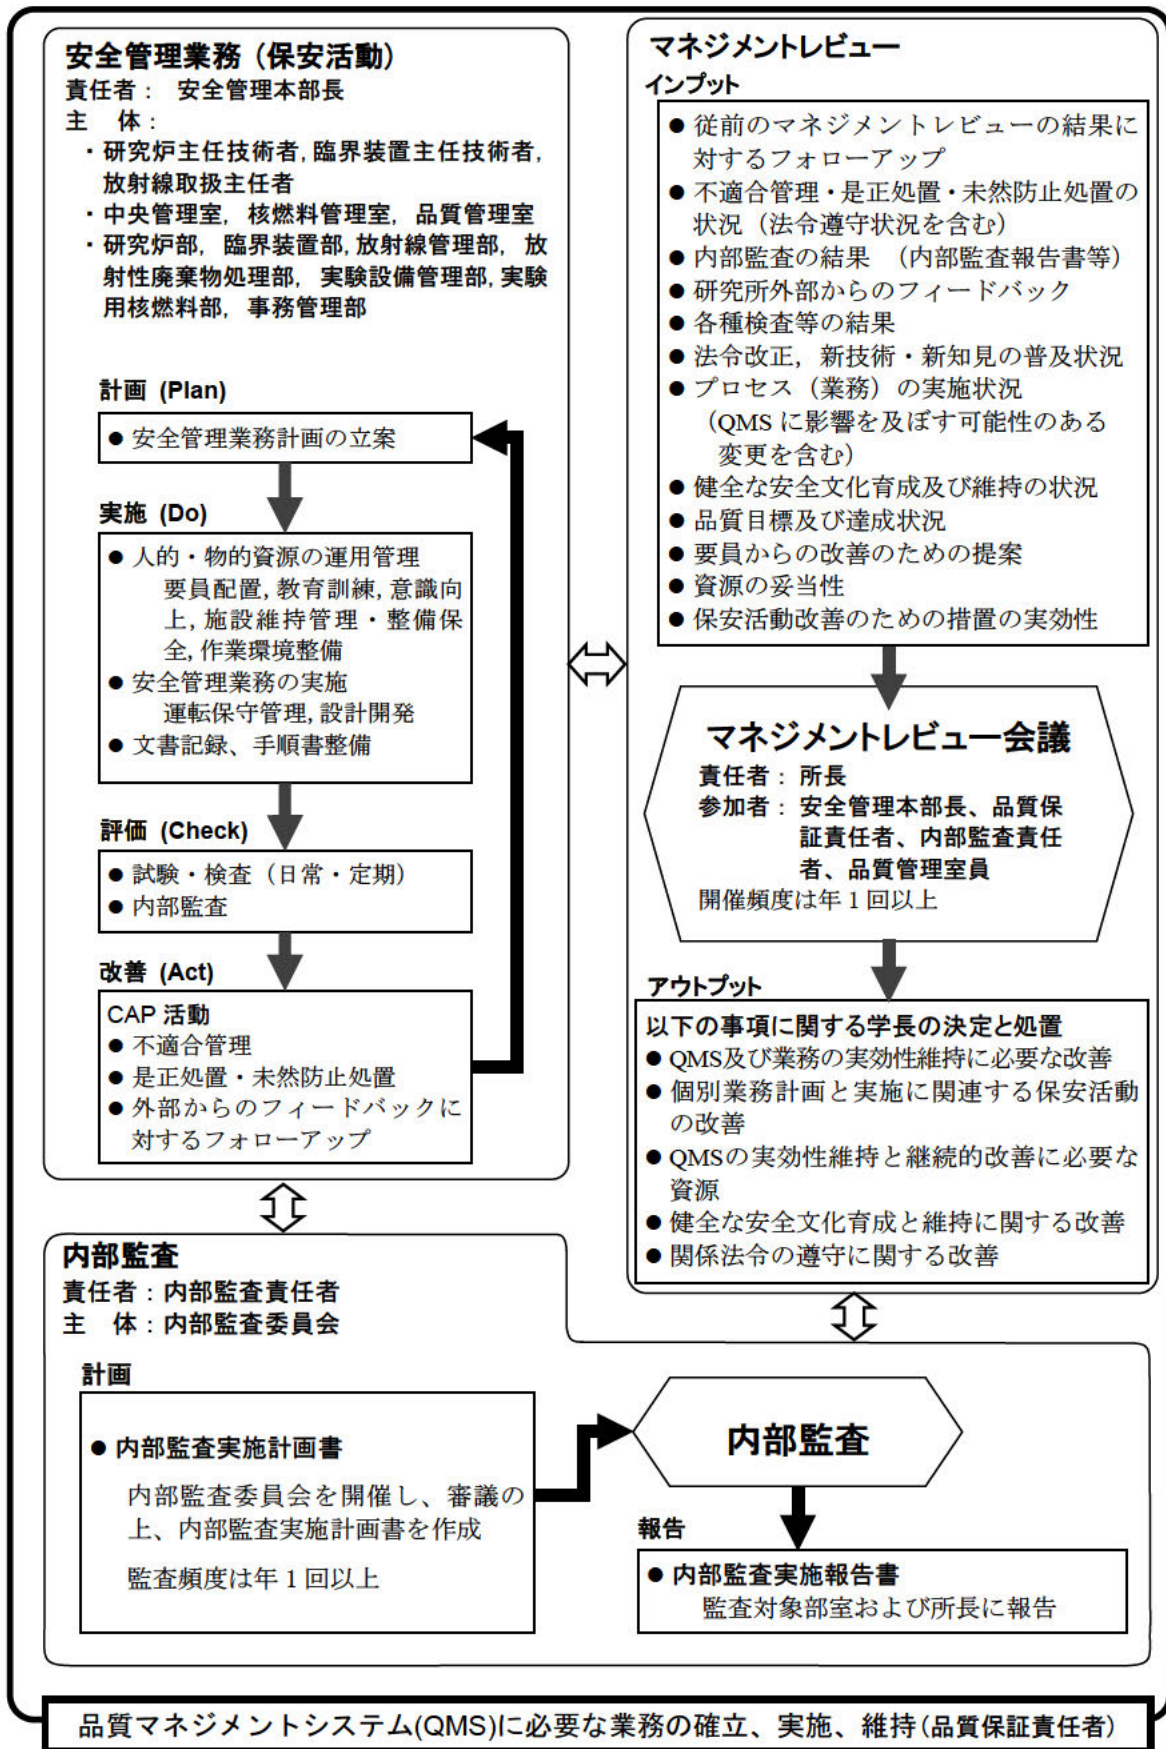 安全管理業務（保安活動）
責任者： 安全管理本部長
主　体：
・研究炉主任技術者, 臨界装置主任技術者,
放射線取扱主任者
・中央管理室, 核燃料管理室, 品質管理室
・研究炉部, 臨界装置部, 放射線管理部, 放
射性廃棄物処理部, 実験設備管理部, 実験
用核燃料部, 事務管理部
計画 (Plan)
● 安全管理業務計画の立案
実施 (Do)
● 人的・物的資源の運用管理
要員配置, 教育訓練, 意識向
上, 施設維持管理・整備保
全, 作業環境整備
● 安全管理業務の実施
運転保守管理, 設計開発
● 文書記録、手順書整備
評価 (Check)
● 試験・検査（日常・定期）
● 内部監査
改善 (Act)
CAP 活動
● 不適合管理
● 是正処置・未然防止処置
● 外部からのフィードバックに
対するフォローアップ
マネジメントレビュー
インプット
● 従前のマネジメントレビューの結果に
対するフォローアップ
● 不適合管理・是正処置・未然防止処置の
状況（法令遵守状況を含む）
● 内部監査の結果　（内部監査報告書等）
● 研究所外部からのフィードバック
● 各種検査等の結果
● 法令改正，新技術・新知見の普及状況
● プロセス（業務）の実施状況
（QMS に影響を及ぼす可能性のある
変更を含む）
● 健全な安全文化育成及び維持の状況
● 品質目標及び達成状況
● 要員からの改善のための提案
● 資源の妥当性
● 保安活動改善のための措置の実効性
マネジメントレビュー会議
責任者： 所長
参加者： 安全管理本部長、品質保
証責任者、内部監査責任
者、品質管理室員
開催頻度は年 1 回以上
アウトプット
以下の事項に関する学長の決定と処置
● QMS及び業務の実効性維持に必要な改善
● 個別業務計画と実施に関連する保安活動
の改善
● QMSの実効性維持と継続的改善に必要な
資源
● 健全な安全文化育成と維持に関する改善
● 関係法令の遵守に関する改善
内部監査
責任者：内部監査責任者
主　体：内部監査委員会
計画
● 内部監査実施計画書
内部監査委員会を開催し、審議の
上、内部監査実施計画書を作成
監査頻度は年 1 回以上
内部監査
報告
● 内部監査実施報告書
監査対象部室および所長に報告
品質マネジメントシステム(QMS)に必要な業務の確立、実施、維持(品質保証責任者)